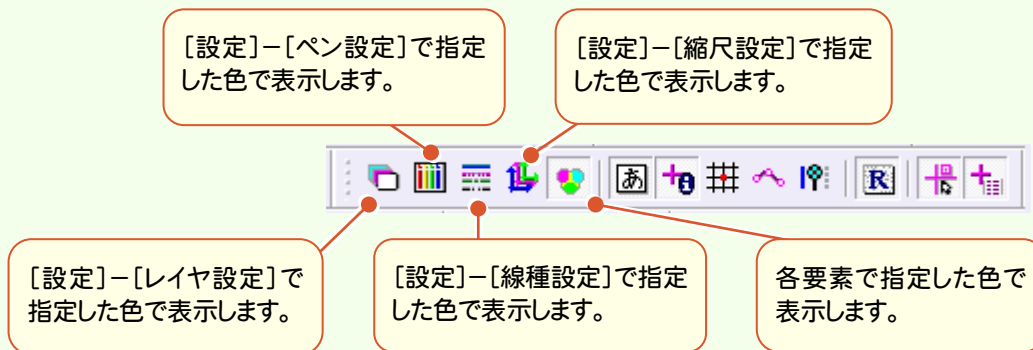 ［設定］－［ペン設定］で指定
した色で表示します。
［設定］－［縮尺設定］で指定
した色で表示します。
あ
R
［設定］－［レイヤ設定］で
指定した色で表示します。
［設定］－［線種設定］で指定
した色で表示します。
各要素で指定した色で
表示します。